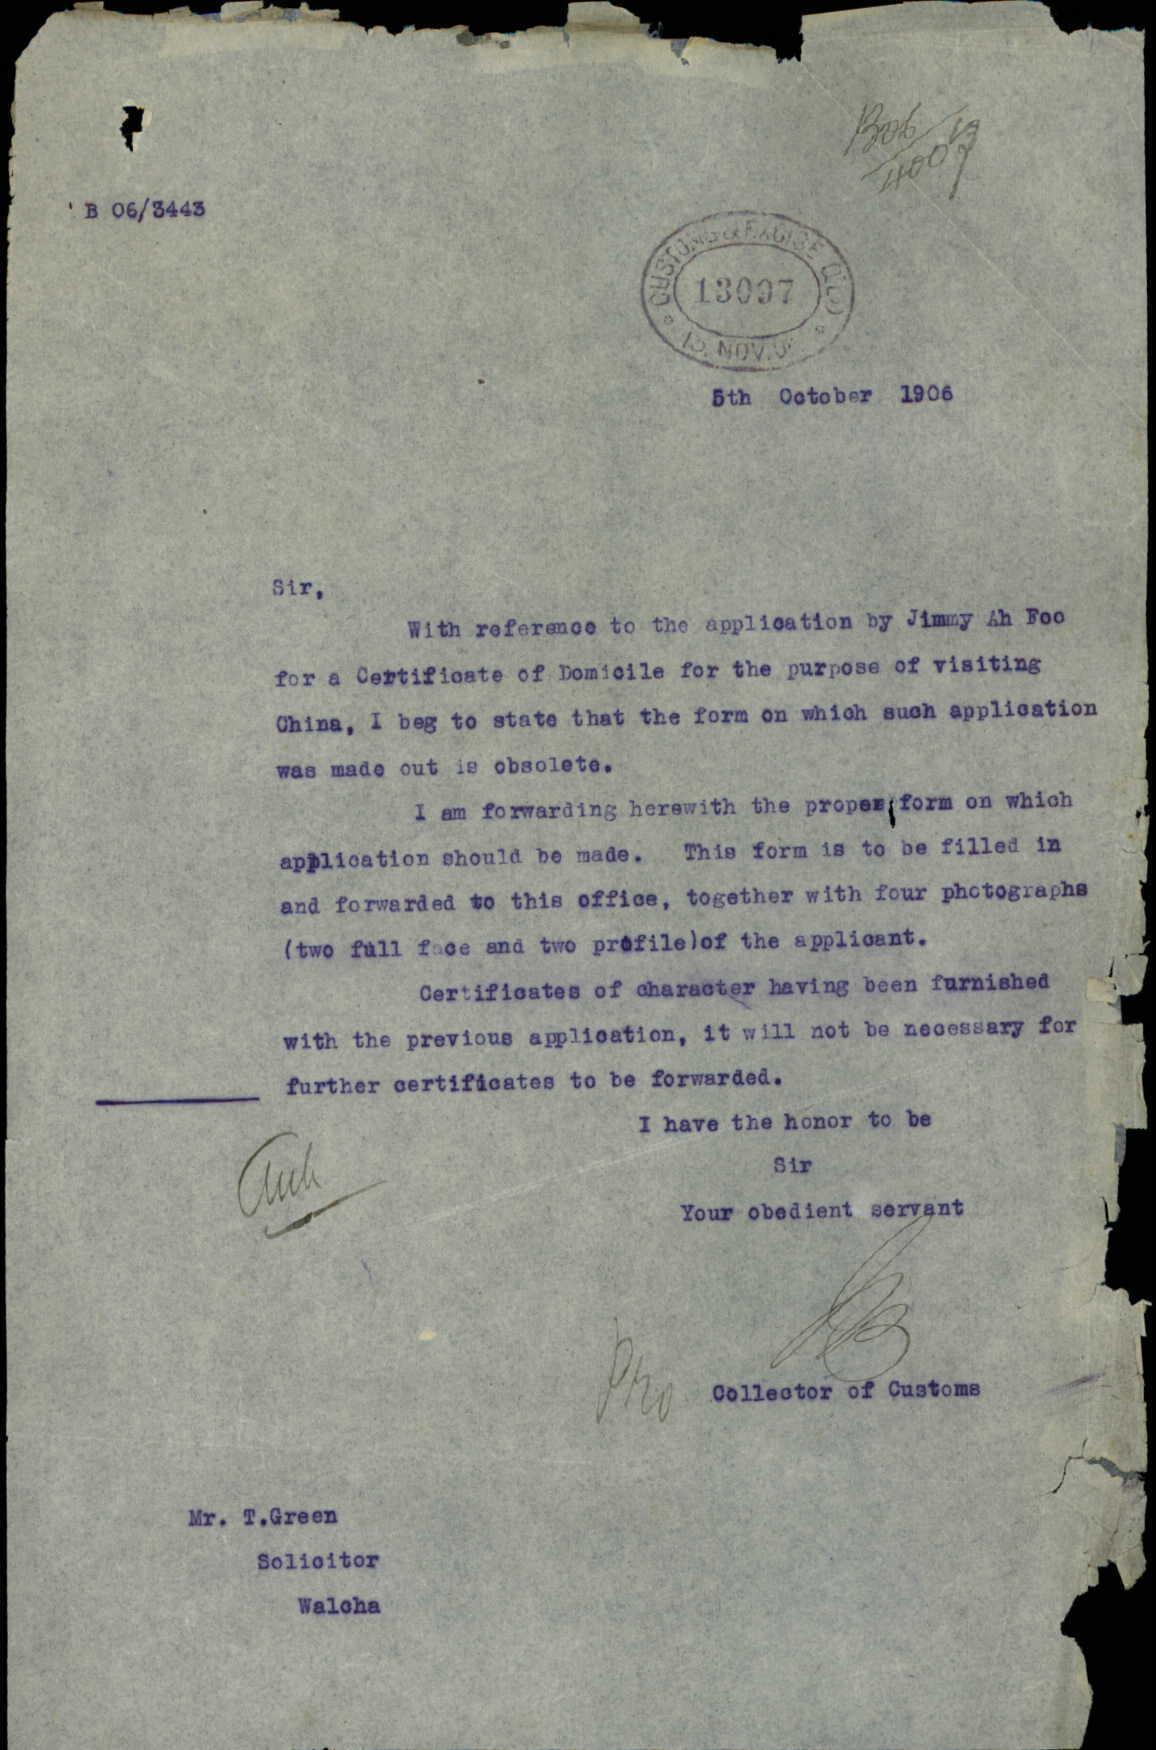 B06/4007
B 06/3443
CUSTOMS & EXCISE QLD
13097
NOV.
5th October 1906
Sir,
With reference to the application by Jimmy Ah Foo
for a Certificate of Domicile for the purpose of visiting
China, I beg to state that the form on which such application
was made out is obsolete.
I am forwarding herewith the proper form on which
application should be made. This form is to be filled in
and forwarded to this office, together with four photographs
(two full face and two profile)of the applicant.
Certificates of character having been furnished
with the previous application, it will not be necessary for
further certificates to be forwarded.
I have the honor to be
Sir
Your obedient servant
Collector of Customs
Mr. T.Green
Solicitor
Walcha